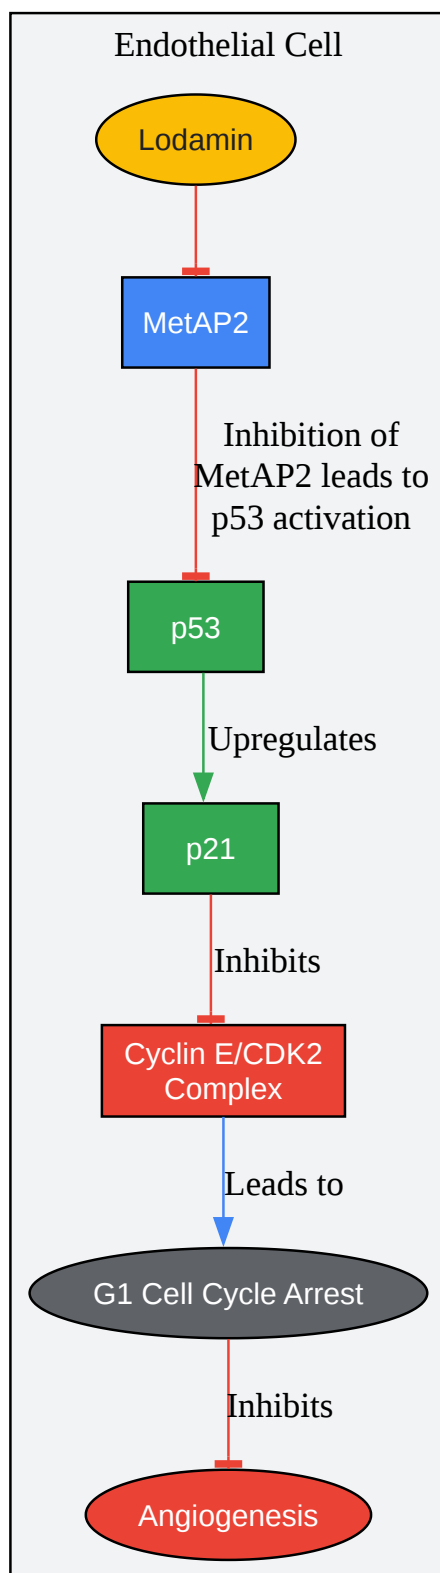 Endothelial Cell
Lodamin
MetAP2
Inhibition of
MetAP2 leads to
p53 activation
p53
Upregulates
p21
Inhibits
Cyclin E/CDK2
Complex
Leads to
G1 Cell Cycle Arrest
Inhibits
Angiogenesis